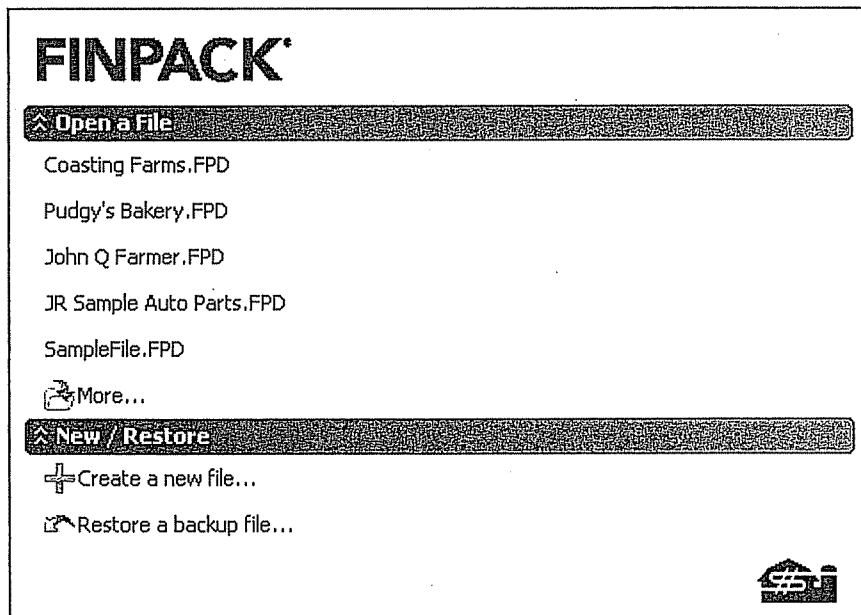 FINPACK
Open a File
Coasting Farms.FPD
Pudgy's Bakery.FPD
John Q Farmer.FPD
JR Sample Auto Parts.FPD
SampleFile.FPD
More...
New / Restore
Create a new file...
Restore a backup file...